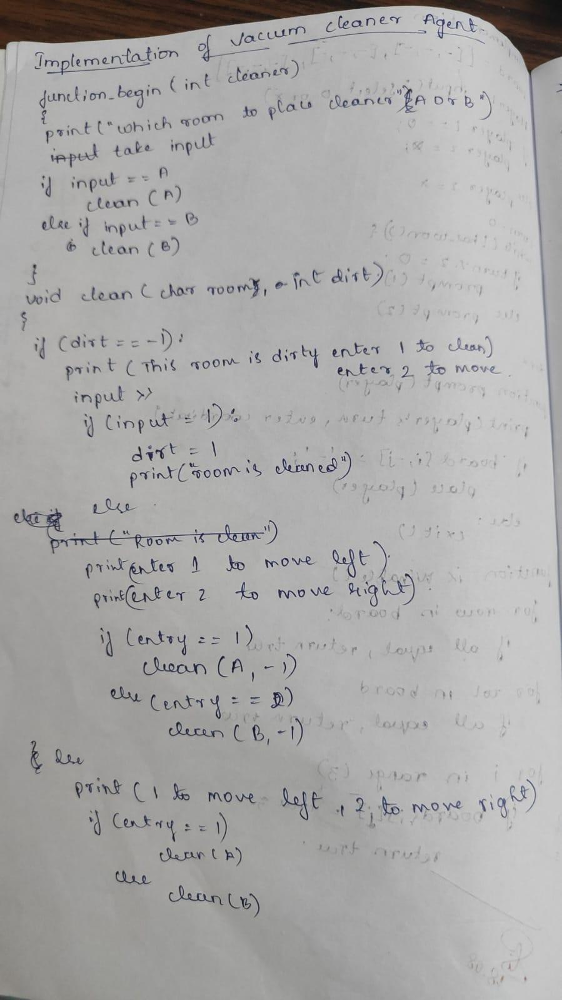 Implementation of Vaccum cleaner Agent
function_begin (int cleaner)
{
print ("which room to place cleaner" A or B")
input take input
if input == A
clean (A)
else if input == B
clean (B)
}
void clean (char room, int dirt)
{
if (dirt == -1):
print (This room is dirty enter 1 to clean)
enter 2 to move.
input >>
if (input = 1):
dirt = 1
print("room is cleaned")
else
print ("Room is clean")
print enter 1 to move left)
print(enter 2 to move right)
if (entry == 1)
clean (A, -1)
else (entry == 2)
clean (B, -1)
else
print (1 to move left, 2 to move right)
if (entry == 1)
clean (A)
else
clean (B)